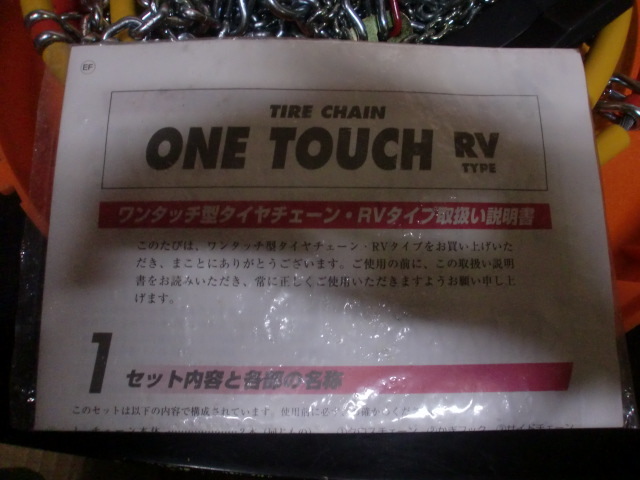 EF
TIRE CHAIN
ONE TOUCH RV
TYPE
ワンタッチ型タイヤチェーン・RVタイプ取扱い説明書
このたびは、ワンタッチ型タイヤチェーン・RVタイプをお買い上げいた
だき、まことにありがとうございます。ご使用の前に、この取扱い説明
書をお読みいただき、常に正しくご使用いただきますようお願い申し上
げます。
1 セット内容と各部の名称
このセットは以下の内容で構成されています。使用前に必ず